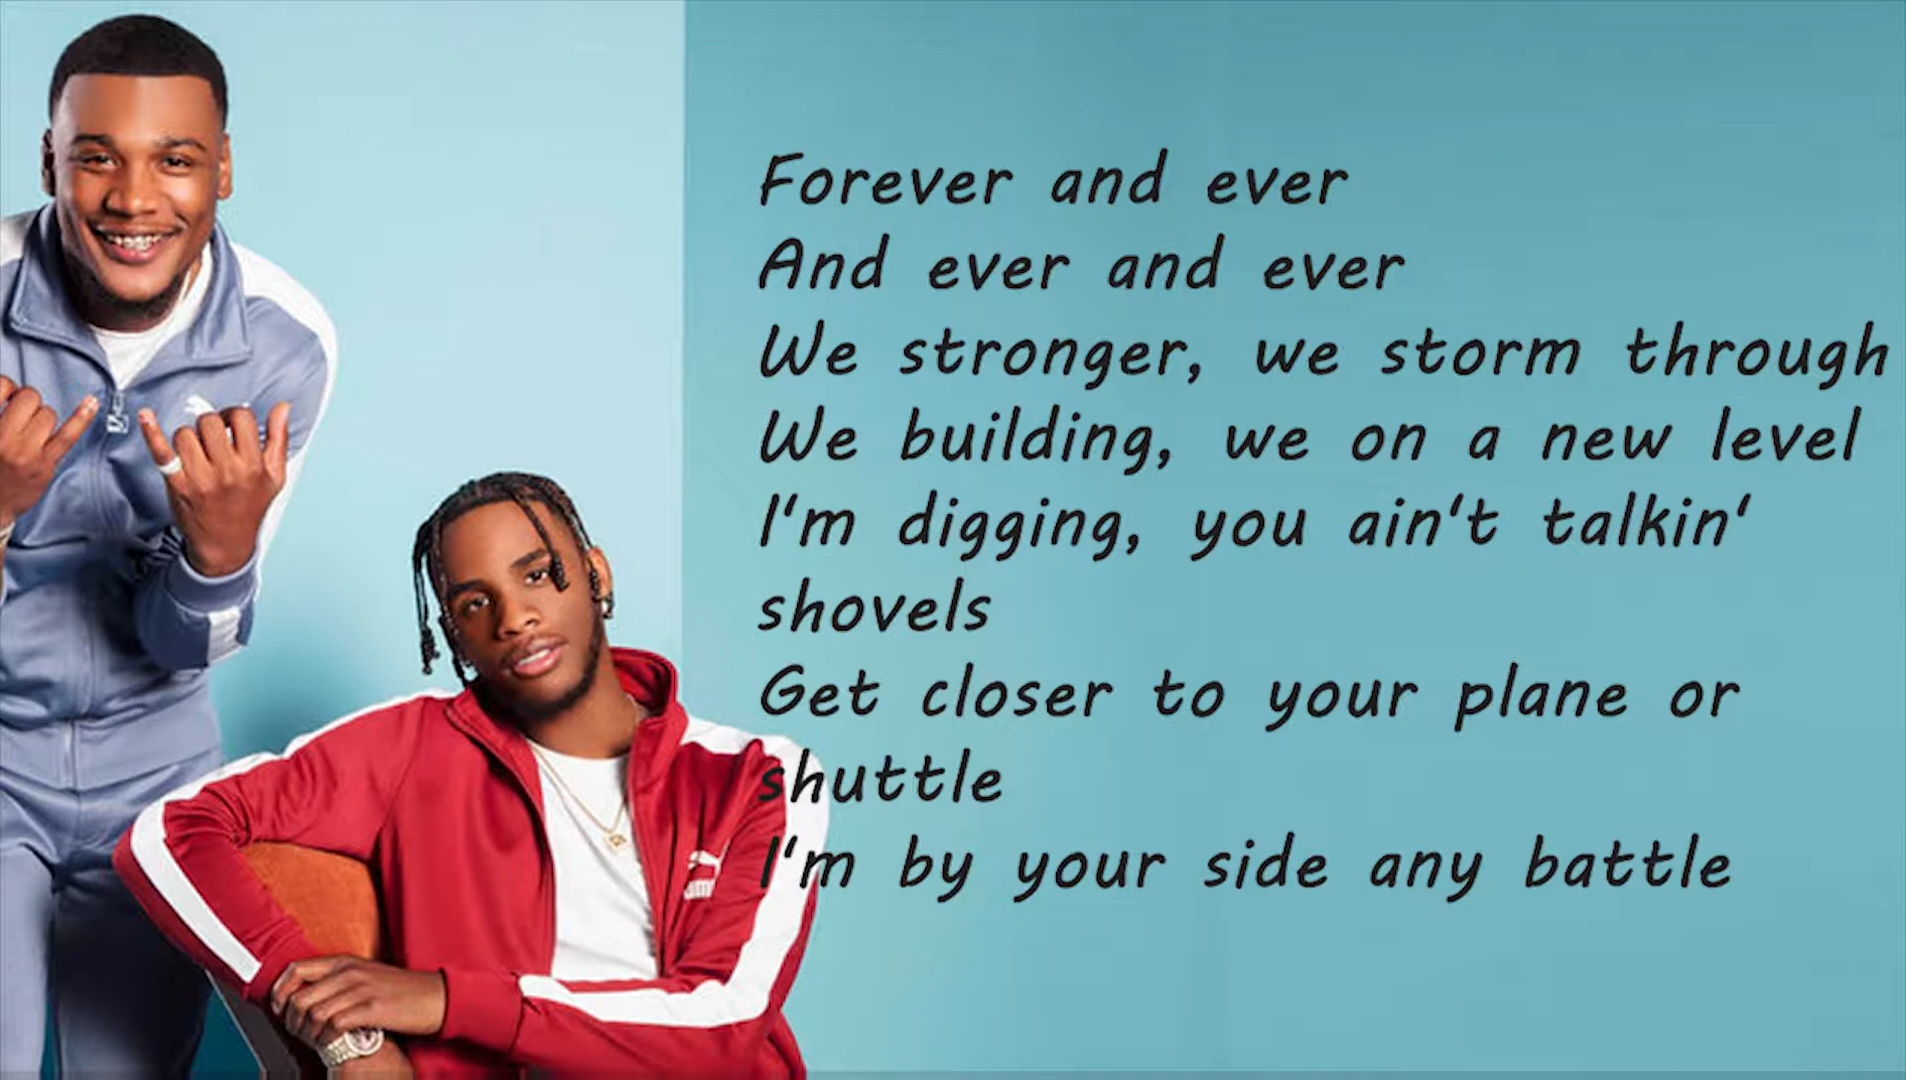 Forever and ever
And ever and ever
We stronger, we storm through
We building, we on a new level
I'm digging, you ain't talkin'
shovels
Get closer to your plane or
shuttle
I'm by your side any battle